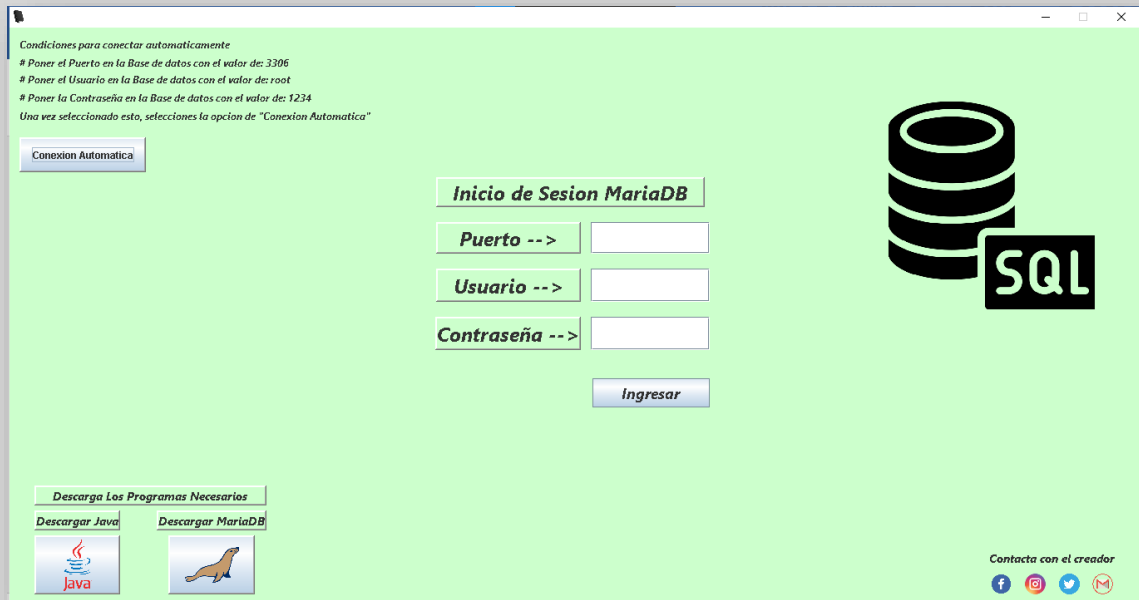 Condiciones para conectar automaticamente
# Poner el Puerto en la Base de datos con el valor de: 3306
# Poner el Usuario en la Base de datos con el valor de: root
# Poner la Contraseña en la Base de datos con el valor de: 1234
Una vez seleccionado esto, selecciones la opcion de "Conexion Automatica"
Conexion Automatica
Inicio de Sesion MariaDB
Puerto -->
Usuario -->
Contraseña -->
Ingresar
SQL
Descarga Los Programas Necesarios
Descargar Java
Descargar MariaDB
Java
Contacta con el creador